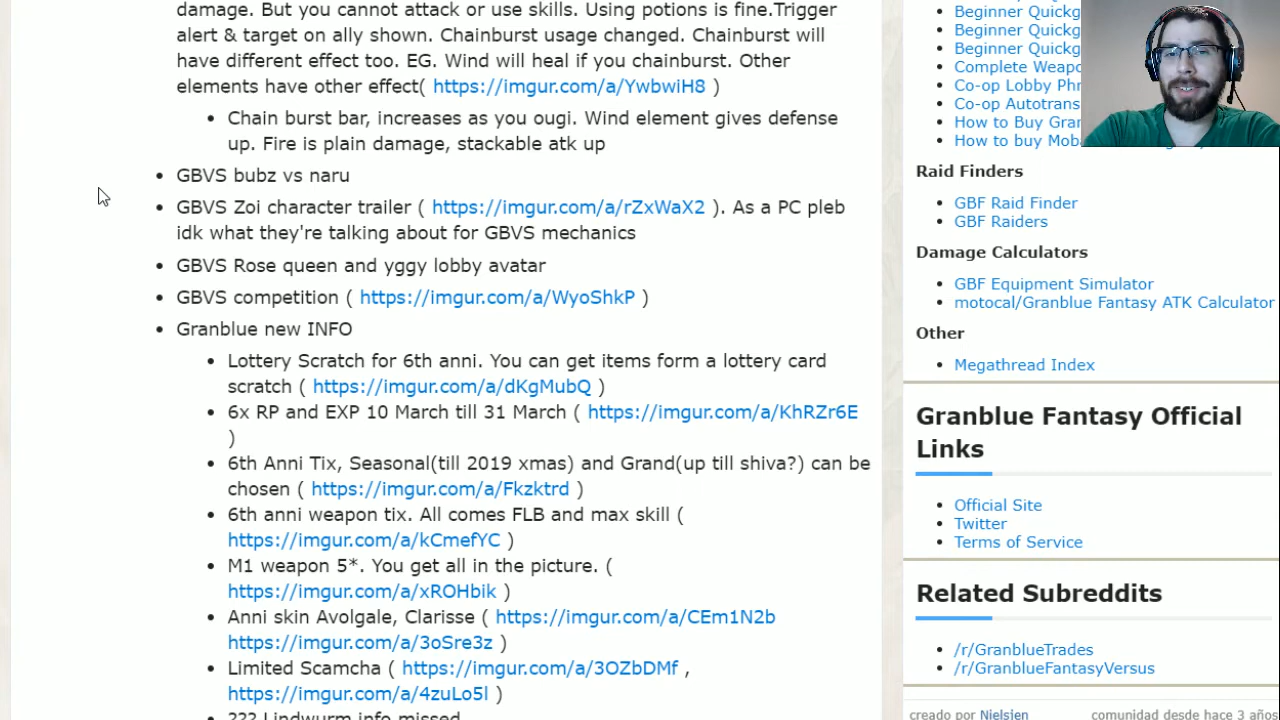 damage. But you cannot attack or use skills. Using potions is fine.Trigger
alert & target on ally shown. Chainburst usage changed. Chainburst will
have different effect too. EG. Wind will heal if you chainburst. Other
elements have other effect( https://imgur.com/a/YwbwiH8 )
Chain burst bar, increases as you ougi. Wind element gives defense
up. Fire is plain damage, stackable atk up
GBVS bubz vs naru
GBVS Zoi character trailer ( https://imgur.com/a/rZxWaX2 ). As a PC pleb
idk what they're talking about for GBVS mechanics
GBVS Rose queen and yggy lobby avatar
GBVS competition ( https://imgur.com/a/WyoShkP )
Granblue new INFO
Lottery Scratch for 6th anni. You can get items form a lottery card
scratch ( https://imgur.com/a/dKgMubQ )
6x RP and EXP 10 March till 31 March ( https://imgur.com/a/KhRZr6E
)
6th Anni Tix, Seasonal(till 2019 xmas) and Grand(up till shiva?) can be
chosen ( https://imgur.com/a/Fkzktrd )
6th anni weapon tix. All comes FLB and max skill (
https://imgur.com/a/kCmefYC )
M1 weapon 5*. You get all in the picture. (
https://imgur.com/a/xROHbik )
Anni skin Avolgale, Clarisse ( https://imgur.com/a/CEm1N2b
https://imgur.com/a/3oSre3z )
Limited Scamcha ( https://imgur.com/a/3OZbDMf ,
https://imgur.com/a/4zuLo5l )
??? Lindwurm info missed
Beginner Quickg
Beginner Quickg
Beginner Quickg
Complete Weapo
Co-op Lobby Phr
Co-op Autotrans
How to Buy Gran
How to buy Mob
Raid Finders
GBF Raid Finder
GBF Raiders
Damage Calculators
GBF Equipment Simulator
motocal/Granblue Fantasy ATK Calculator
Other
Megathread Index
Granblue Fantasy Official
Links
Official Site
Twitter
Terms of Service
Related Subreddits
/r/GranblueTrades
/r/GranblueFantasyVersus
creado por Nielsjen comunidad desde hace 3 años